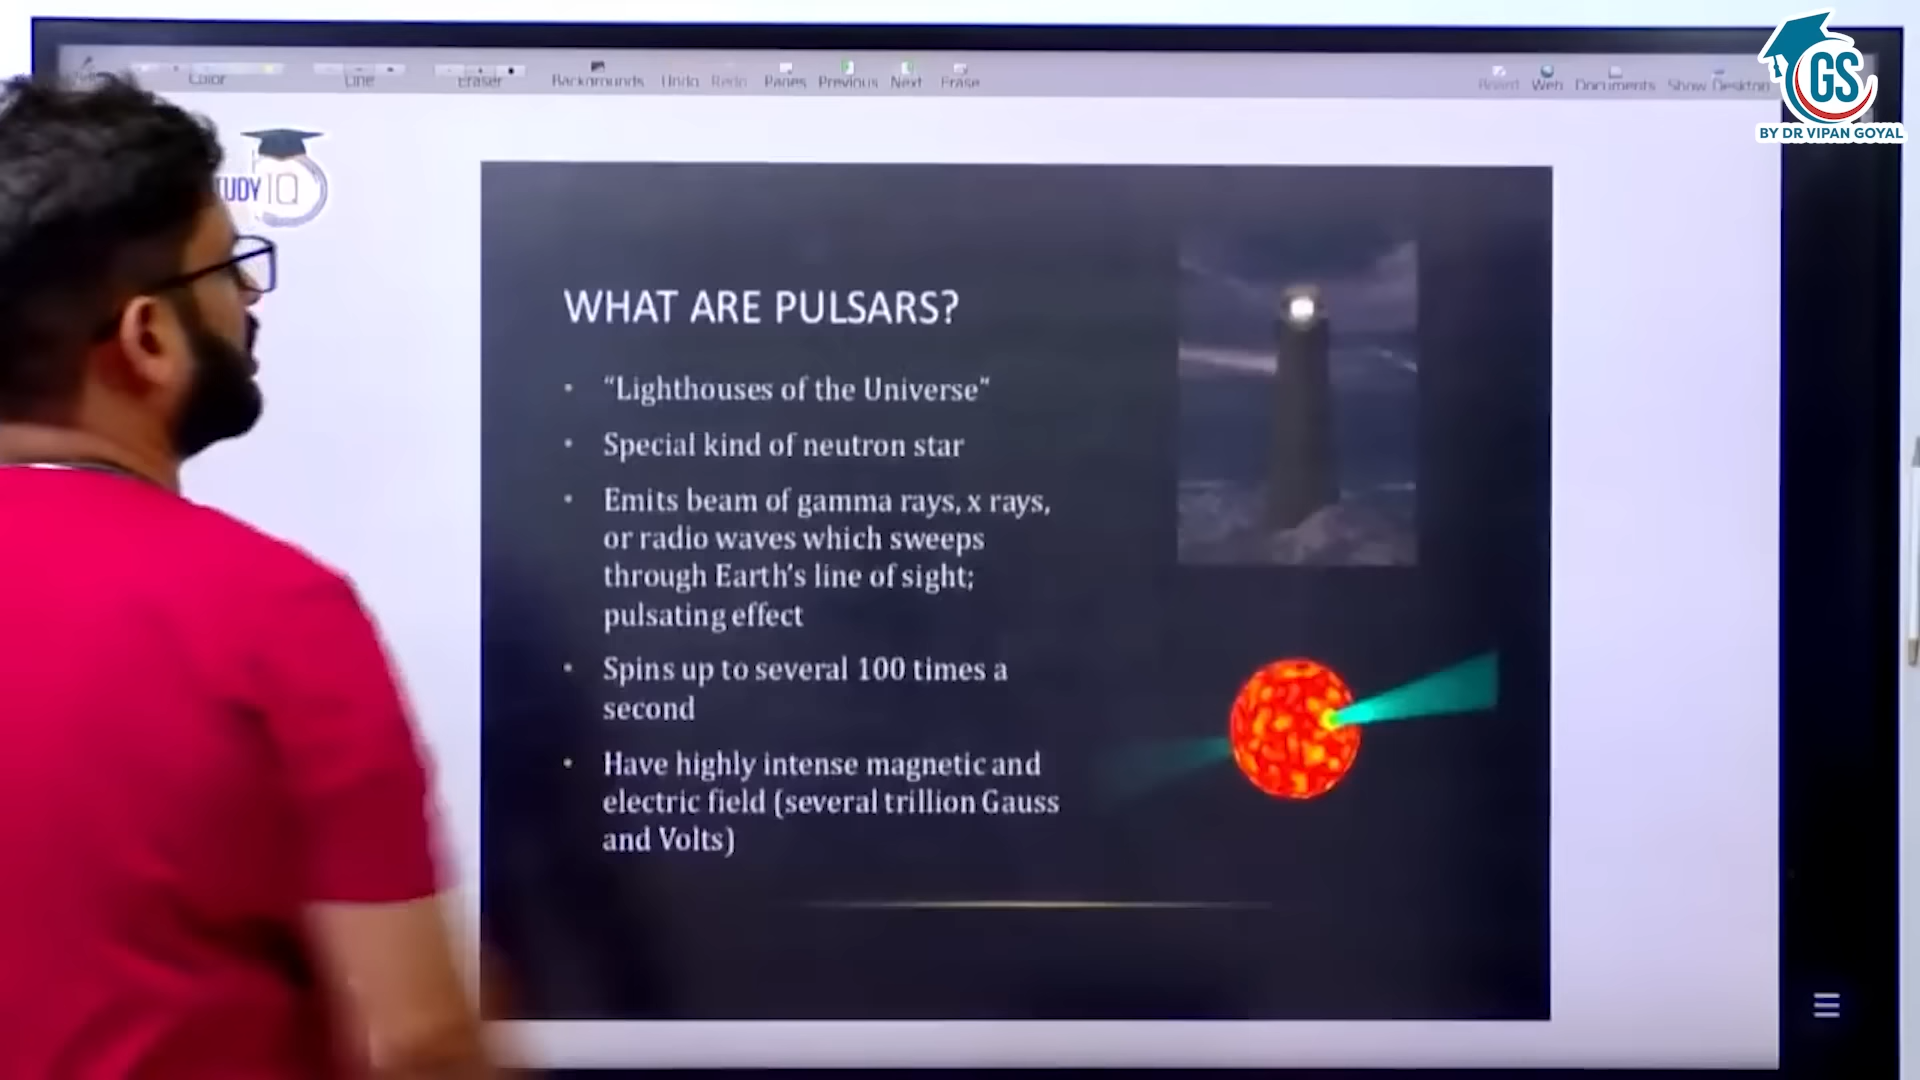 Color
Line
Eraser
Backgrounds
Undo
Redo
Pages
Previous
Next
Erase
Board
Web
Documents
Show Desktop
GS
BY DR VIPAN GOYAL
TUDY IQ
WHAT ARE PULSARS?
• “Lighthouses of the Universe”
• Special kind of neutron star
• Emits beam of gamma rays, x rays,
or radio waves which sweeps
through Earth’s line of sight;
pulsating effect
• Spins up to several 100 times a
second
• Have highly intense magnetic and
electric field (several trillion Gauss
and Volts)